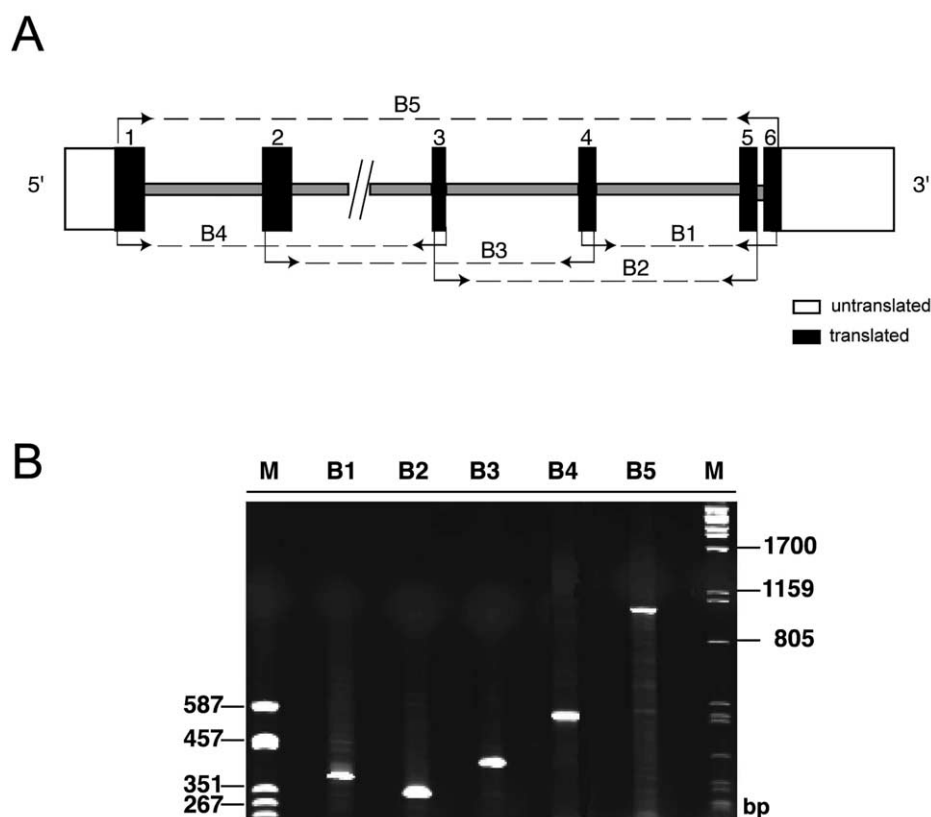 A
B5
1 2 3 4 5 6
5' 3'
B4 B1
B3
B2
untranslated
translated
B
M B1 B2 B3 B4 B5 M
1700
1159
805
587
457
351
267
bp